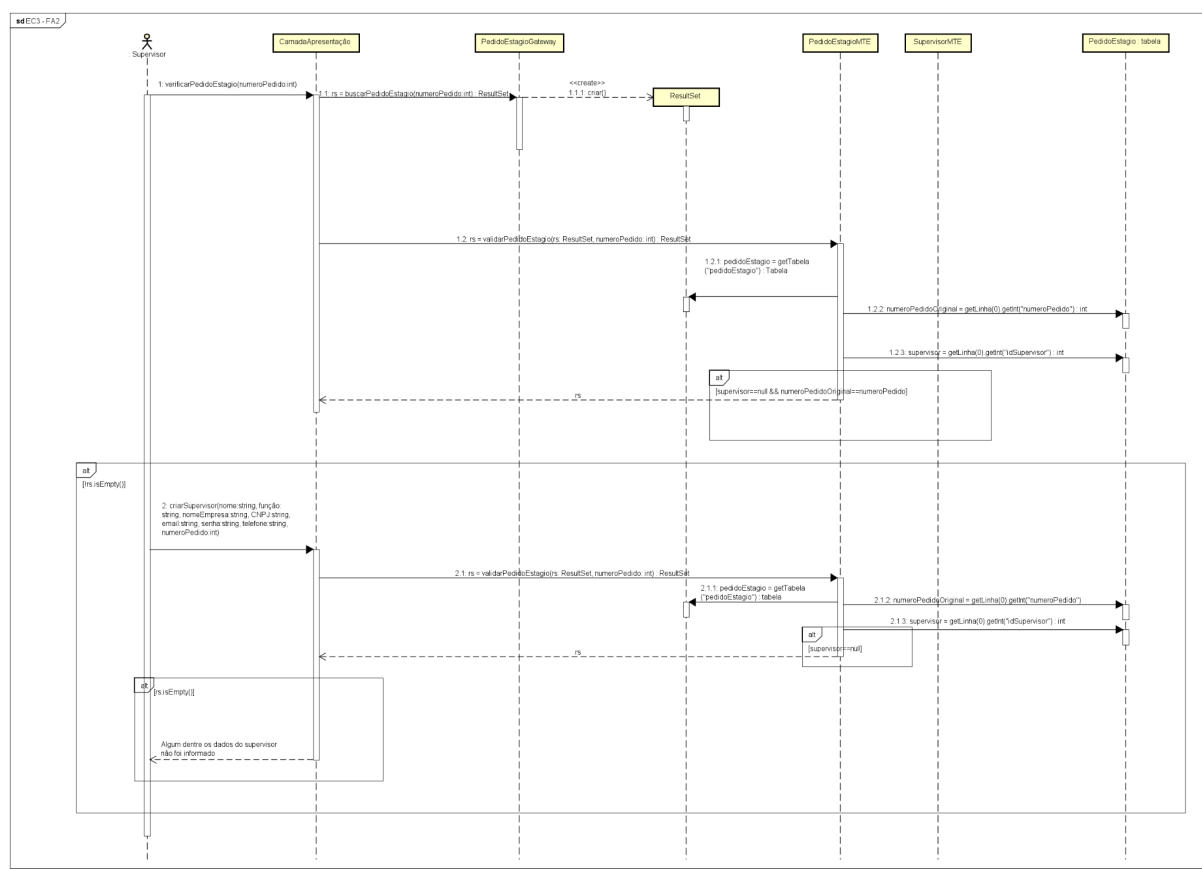 sd EC3 - FA2
Supervisor
CamadaApresentação
PedidoEstagioGateway
PedidoEstagioMTE
SupervisorMTE
PedidoEstagio : tabela
1: verificarPedidoEstagio(numeroPedido:int)
1.1: rs = buscarPedidoEstagio(numeroPedido:int) : ResultSet
<<create>>
1.1.1: criar()
ResultSet
1.2: rs = validarPedidoEstagio(rs: ResultSet, numeroPedido: int) : ResultSet
1.2.1: pedidoEstagio = getTabela
("pedidoEstagio") : Tabela
1.2.2: numeroPedidoOriginal = getLinha(0).getInt("numeroPedido") : int
1.2.3: supervisor = getLinha(0).getInt("idSupervisor") : int
alt
[supervisor==null && numeroPedidoOriginal==numeroPedido]
rs
alt
[!rs.isEmpty()]
2: criarSupervisor(nome:string, função:
string, nomeEmpresa:string, CNPJ:string,
email:string, senha:string, telefone:string,
numeroPedido:int)
2.1: rs = validarPedidoEstagio(rs: ResultSet, numeroPedido: int) : ResultSet
2.1.1: pedidoEstagio = getTabela
("pedidoEstagio") : tabela
2.1.2: numeroPedidoOriginal = getLinha(0).getInt("numeroPedido")
2.1.3: supervisor = getLinha(0).getInt("idSupervisor") : int
alt
[supervisor==null]
rs
alt
[rs.isEmpty()]
Algum dentre os dados do supervisor
não foi informado